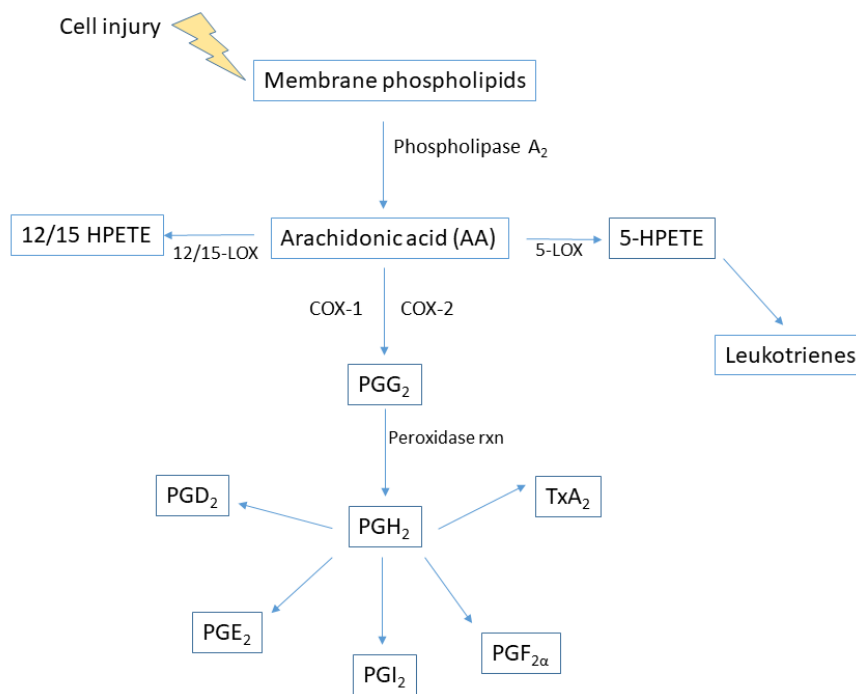 Cell injury
Membrane phospholipids
Phospholipase A₂
12/15 HPETE
12/15-LOX
Arachidonic acid (AA)
5-LOX
5-HPETE
COX-1
COX-2
Leukotrienes
PGG₂
Peroxidase rxn
PGD₂
PGH₂
TxA₂
PGE₂
PGI₂
PGF₂α